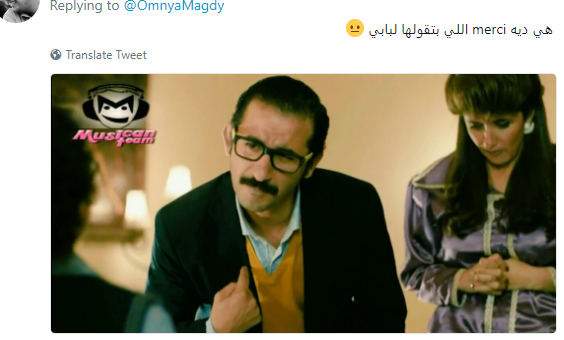 Replying to @OmnyaMagdy
هي ديه merci اللي بتقولها لبابي 😐
Translate Tweet
Musican
team